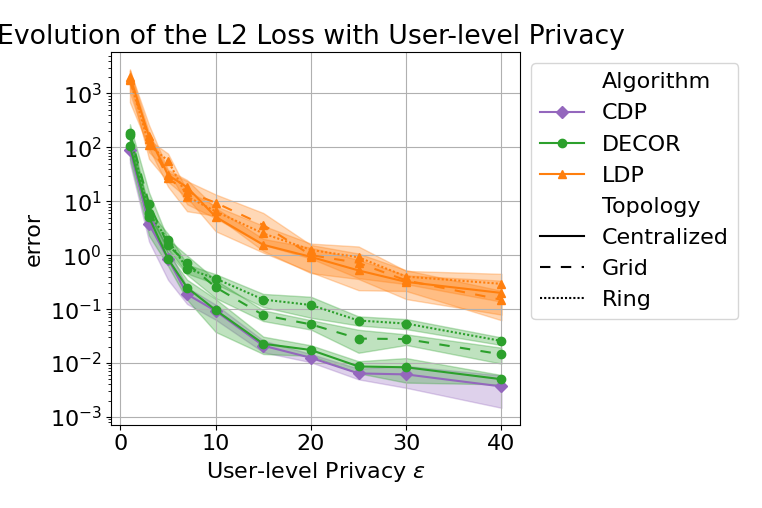 Evolution of the L2 Loss with User-level Privacy
Algorithm
CDP
DECOR
LDP
Topology
Centralized
Grid
Ring
error
10³
10²
10¹
10⁰
10⁻¹
10⁻²
10⁻³
0 10 20 30 40
User-level Privacy ε